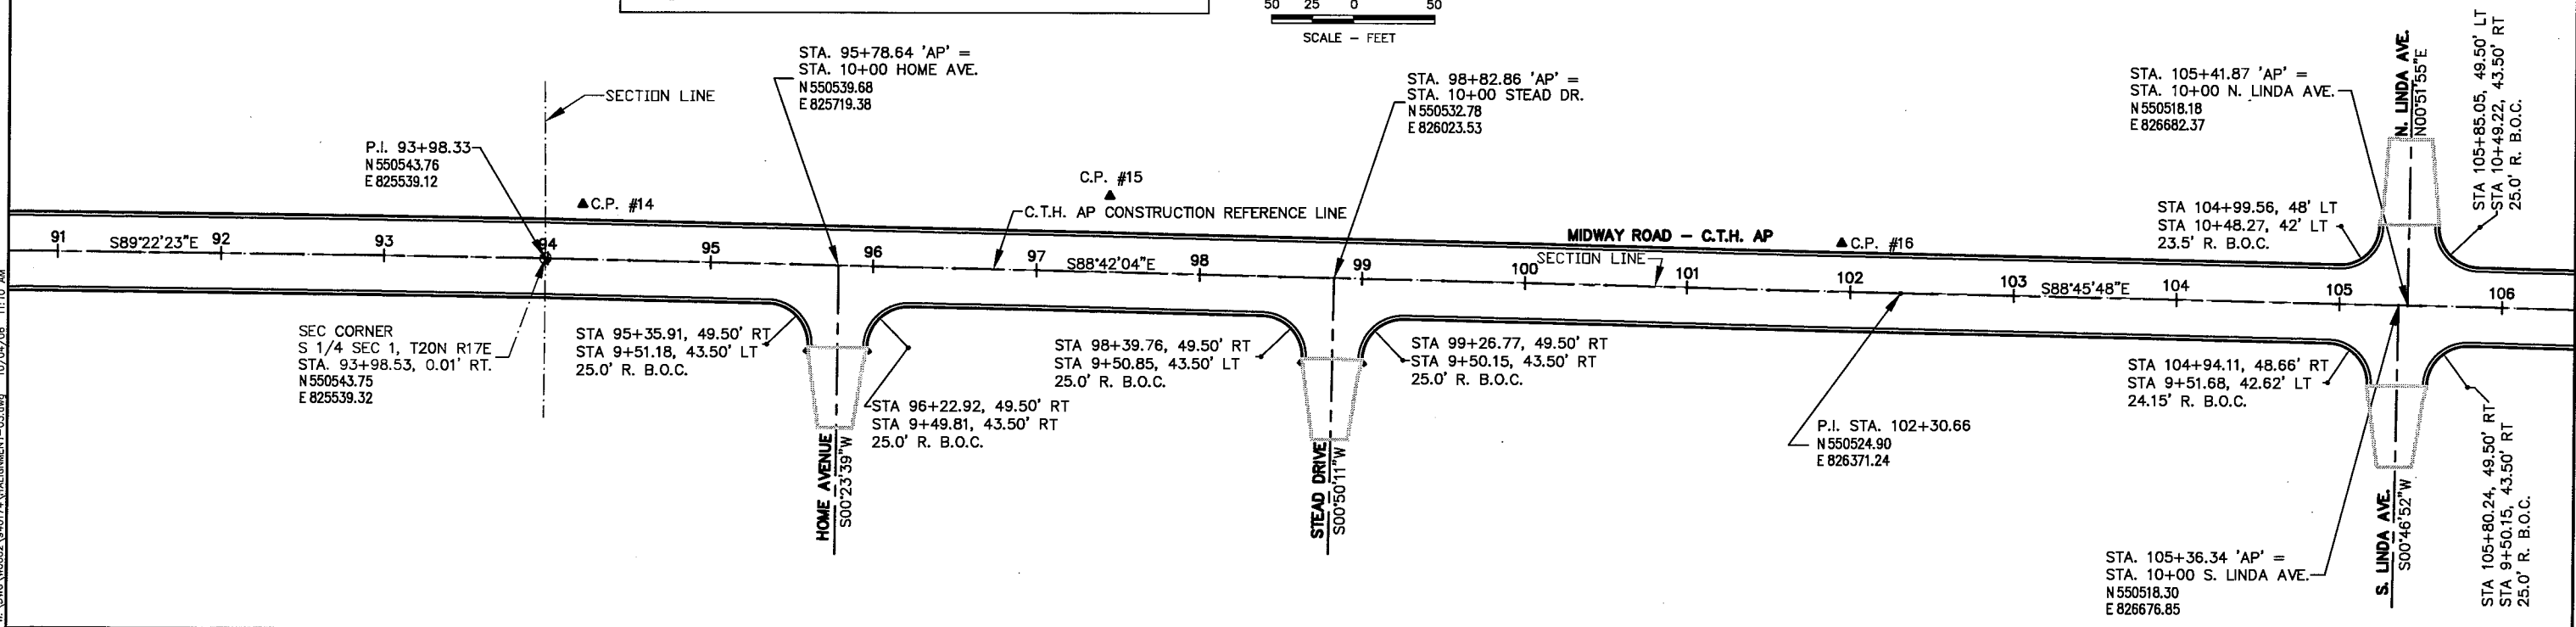 50 25 0 50
SCALE – FEET
STA. 95+78.64 'AP' =
STA. 10+00 HOME AVE.
N 550539.68
E 825719.38
SECTION LINE
P.I. 93+98.33
N 550543.76
E 825539.12
STA. 98+82.86 'AP' =
STA. 10+00 STEAD DR.
N 550532.78
E 826023.53
STA. 105+41.87 'AP' =
STA. 10+00 N. LINDA AVE.
N 550518.18
E 826682.37
N. LINDA AVE.
N00°51'55"E
STA 105+85.05, 49.50' LT
STA 10+49.22, 43.50' RT
25.0' R. B.O.C.
C.P. #14
C.P. #15
C.T.H. AP CONSTRUCTION REFERENCE LINE
MIDWAY ROAD – C.T.H. AP
C.P. #16
STA 104+99.56, 48' LT
STA 10+48.27, 42' LT
23.5' R. B.O.C.
SECTION LINE
91 S89°22'23"E 92 93 94 95 96 97 S88°42'04"E 98 99 100 101 102 103 S88°45'48"E 104 105 106
SEC CORNER
S 1/4 SEC 1, T20N R17E
STA. 93+98.53, 0.01' RT.
N 550543.75
E 825539.32
STA 95+35.91, 49.50' RT
STA 9+51.18, 43.50' LT
25.0' R. B.O.C.
STA 96+22.92, 49.50' RT
STA 9+49.81, 43.50' RT
25.0' R. B.O.C.
HOME AVENUE
S00°23'39"W
STA 98+39.76, 49.50' RT
STA 9+50.85, 43.50' LT
25.0' R. B.O.C.
STA 99+26.77, 49.50' RT
STA 9+50.15, 43.50' RT
25.0' R. B.O.C.
STEAD DRIVE
S00°50'11"W
P.I. STA. 102+30.66
N 550524.90
E 826371.24
STA 104+94.11, 48.66' RT
STA 9+51.68, 42.62' LT
24.15' R. B.O.C.
STA. 105+36.34 'AP' =
STA. 10+00 S. LINDA AVE.
N 550518.30
E 826676.85
S. LINDA AVE.
S00°46'52"W
STA 105+80.24, 49.50' RT
STA 9+50.15, 43.50' RT
25.0' R. B.O.C.